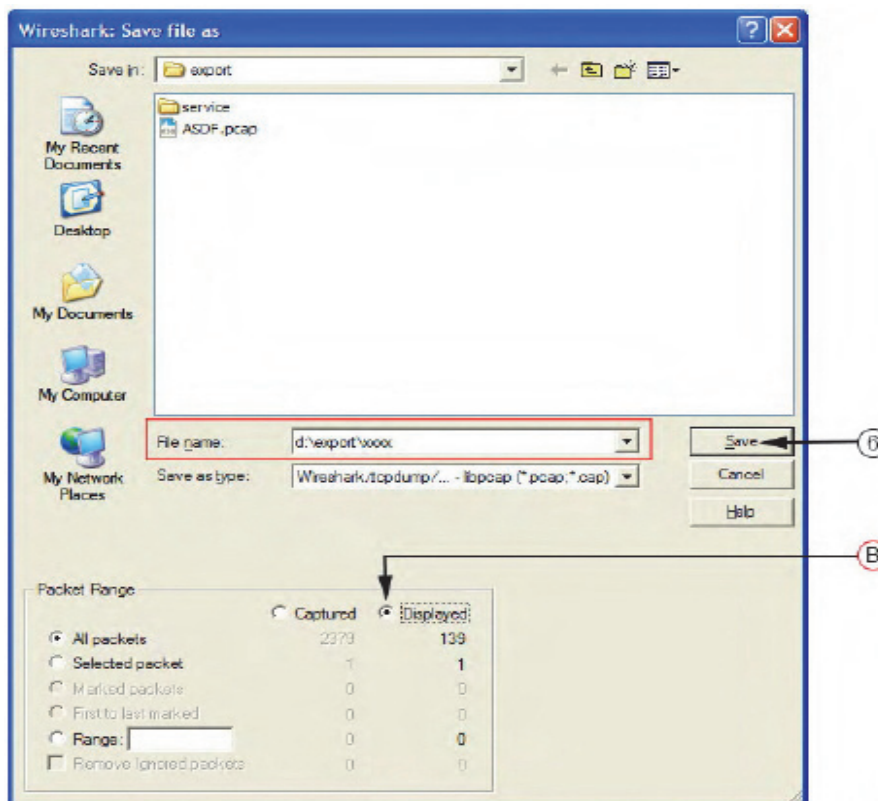 Wireshark: Save file as
Save in: export
service
ASDF.pcap
My Recent
Documents
Desktop
My Documents
My Computer
My Network
Places
File name: d:\export\xxxx
Save as type: Wireshark/tcpdump/... - libpcap (*.pcap;*.cap)
Save
Cancel
Help
6
B
Packet Range
Captured Displayed
All packets 2379 139
Selected packet 1 1
Marked packets 0 0
First to last marked 0 0
Range: 0 0
Remove Ignored packets 0 0